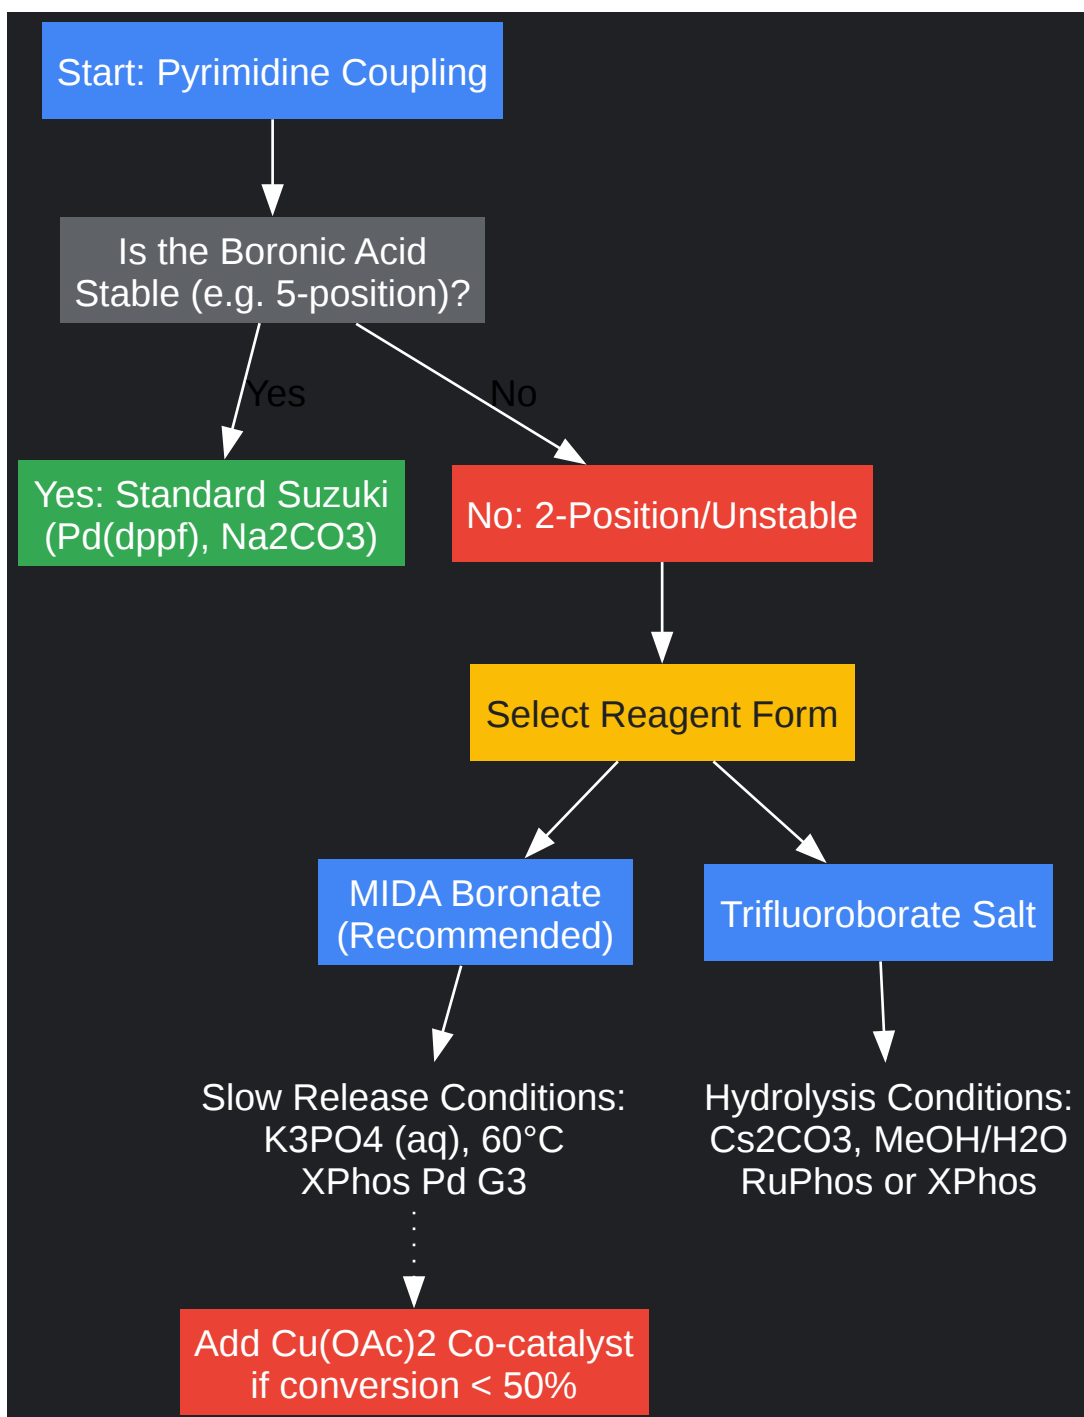 Start: Pyrimidine Coupling
Is the Boronic Acid
Stable (e.g. 5-position)?
Yes
No
Yes: Standard Suzuki
(Pd(dppf), Na2CO3)
No: 2-Position/Unstable
Select Reagent Form
MIDA Boronate
(Recommended)
Trifluoroborate Salt
Slow Release Conditions:
K3PO4 (aq), 60°C
XPhos Pd G3
Hydrolysis Conditions:
Cs2CO3, MeOH/H2O
RuPhos or XPhos
Add Cu(OAc)2 Co-catalyst
if conversion < 50%